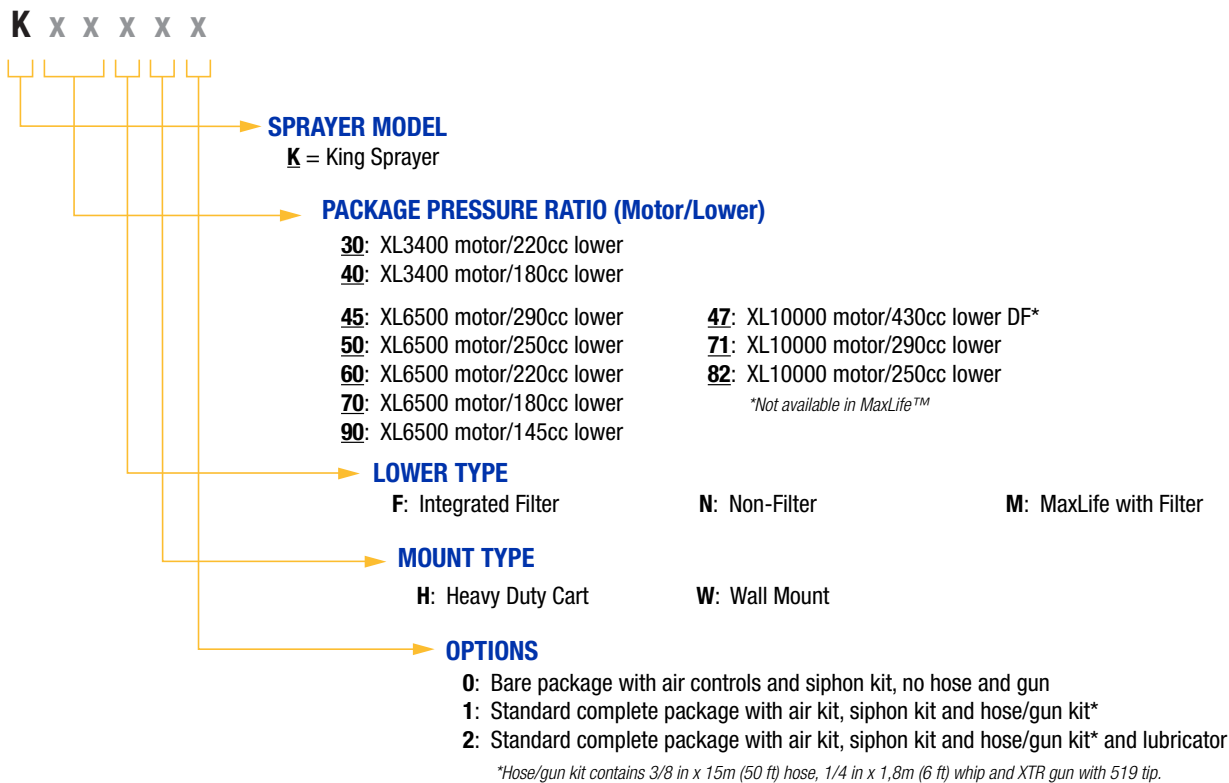 K x x x x x
SPRAYER MODEL
K = King Sprayer
PACKAGE PRESSURE RATIO (Motor/Lower)
30: XL3400 motor/220cc lower
40: XL3400 motor/180cc lower
45: XL6500 motor/290cc lower
50: XL6500 motor/250cc lower
60: XL6500 motor/220cc lower
70: XL6500 motor/180cc lower
90: XL6500 motor/145cc lower
47: XL10000 motor/430cc lower DF*
71: XL10000 motor/290cc lower
82: XL10000 motor/250cc lower
*Not available in MaxLife™
LOWER TYPE
F: Integrated Filter N: Non-Filter M: MaxLife with Filter
MOUNT TYPE
H: Heavy Duty Cart W: Wall Mount
OPTIONS
0: Bare package with air controls and siphon kit, no hose and gun
1: Standard complete package with air kit, siphon kit and hose/gun kit*
2: Standard complete package with air kit, siphon kit and hose/gun kit* and lubricator
*Hose/gun kit contains 3/8 in x 15m (50 ft) hose, 1/4 in x 1,8m (6 ft) whip and XTR gun with 519 tip.